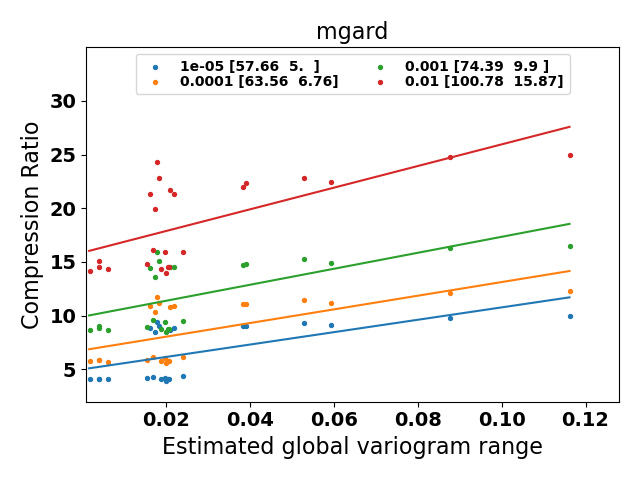 mgard
1e-05 [57.66  5.  ]
0.0001 [63.56  6.76]
0.001 [74.39  9.9 ]
0.01 [100.78  15.87]
Compression Ratio
30
25
20
15
10
5
0.02 0.04 0.06 0.08 0.10 0.12
Estimated global variogram range